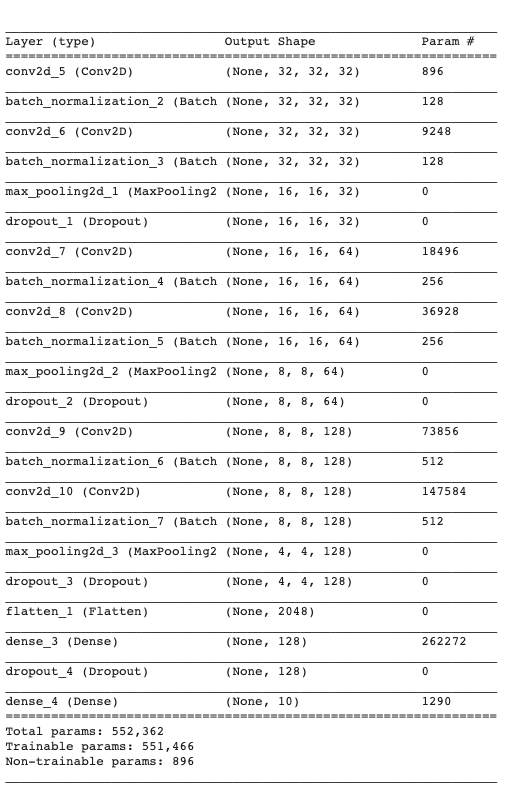 Layer (type) Output Shape Param #
conv2d_5 (Conv2D) (None, 32, 32, 32) 896
batch_normalization_2 (Batch (None, 32, 32, 32) 128
conv2d_6 (Conv2D) (None, 32, 32, 32) 9248
batch_normalization_3 (Batch (None, 32, 32, 32) 128
max_pooling2d_1 (MaxPooling2 (None, 16, 16, 32) 0
dropout_1 (Dropout) (None, 16, 16, 32) 0
conv2d_7 (Conv2D) (None, 16, 16, 64) 18496
batch_normalization_4 (Batch (None, 16, 16, 64) 256
conv2d_8 (Conv2D) (None, 16, 16, 64) 36928
batch_normalization_5 (Batch (None, 16, 16, 64) 256
max_pooling2d_2 (MaxPooling2 (None, 8, 8, 64) 0
dropout_2 (Dropout) (None, 8, 8, 64) 0
conv2d_9 (Conv2D) (None, 8, 8, 128) 73856
batch_normalization_6 (Batch (None, 8, 8, 128) 512
conv2d_10 (Conv2D) (None, 8, 8, 128) 147584
batch_normalization_7 (Batch (None, 8, 8, 128) 512
max_pooling2d_3 (MaxPooling2 (None, 4, 4, 128) 0
dropout_3 (Dropout) (None, 4, 4, 128) 0
flatten_1 (Flatten) (None, 2048) 0
dense_3 (Dense) (None, 128) 262272
dropout_4 (Dropout) (None, 128) 0
dense_4 (Dense) (None, 10) 1290
Total params: 552,362
Trainable params: 551,466
Non-trainable params: 896